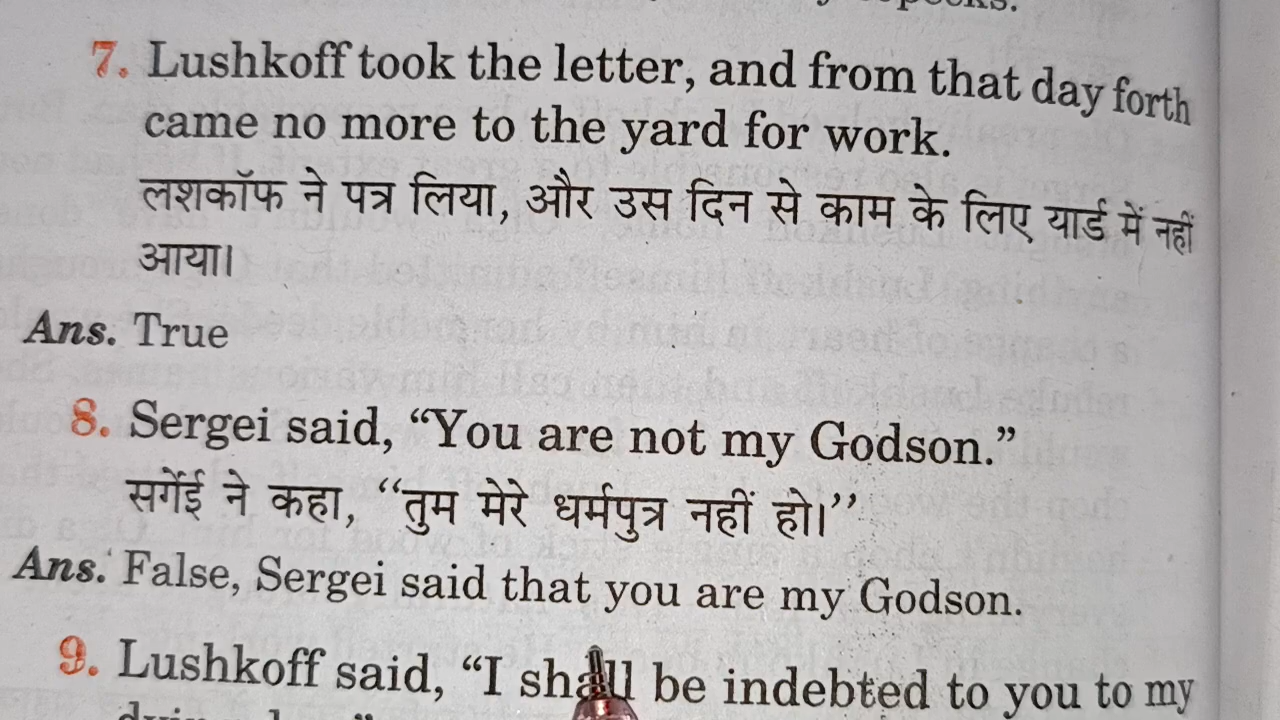 7. Lushkoff took the letter, and from that day forth
came no more to the yard for work.
लशकॉफ ने पत्र लिया, और उस दिन से काम के लिए यार्ड में नहीं
आया।
Ans. True
8. Sergei said, “You are not my Godson.”
सर्गेई ने कहा, ‘‘तुम मेरे धर्मपुत्र नहीं हो।’’
Ans. False, Sergei said that you are my Godson.
9. Lushkoff said, “I shall be indebted to you to my